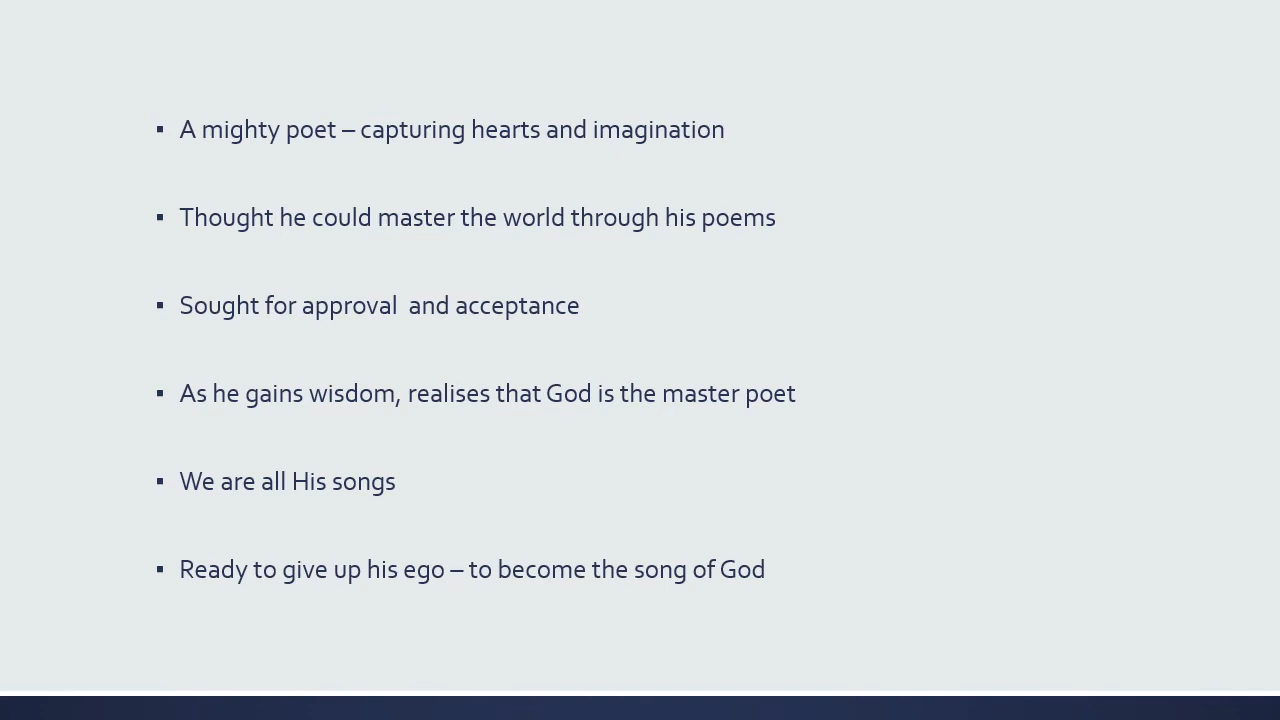 ▪ A mighty poet – capturing hearts and imagination
▪ Thought he could master the world through his poems
▪ Sought for approval  and acceptance
▪ As he gains wisdom, realises that God is the master poet
▪ We are all His songs
▪ Ready to give up his ego – to become the song of God